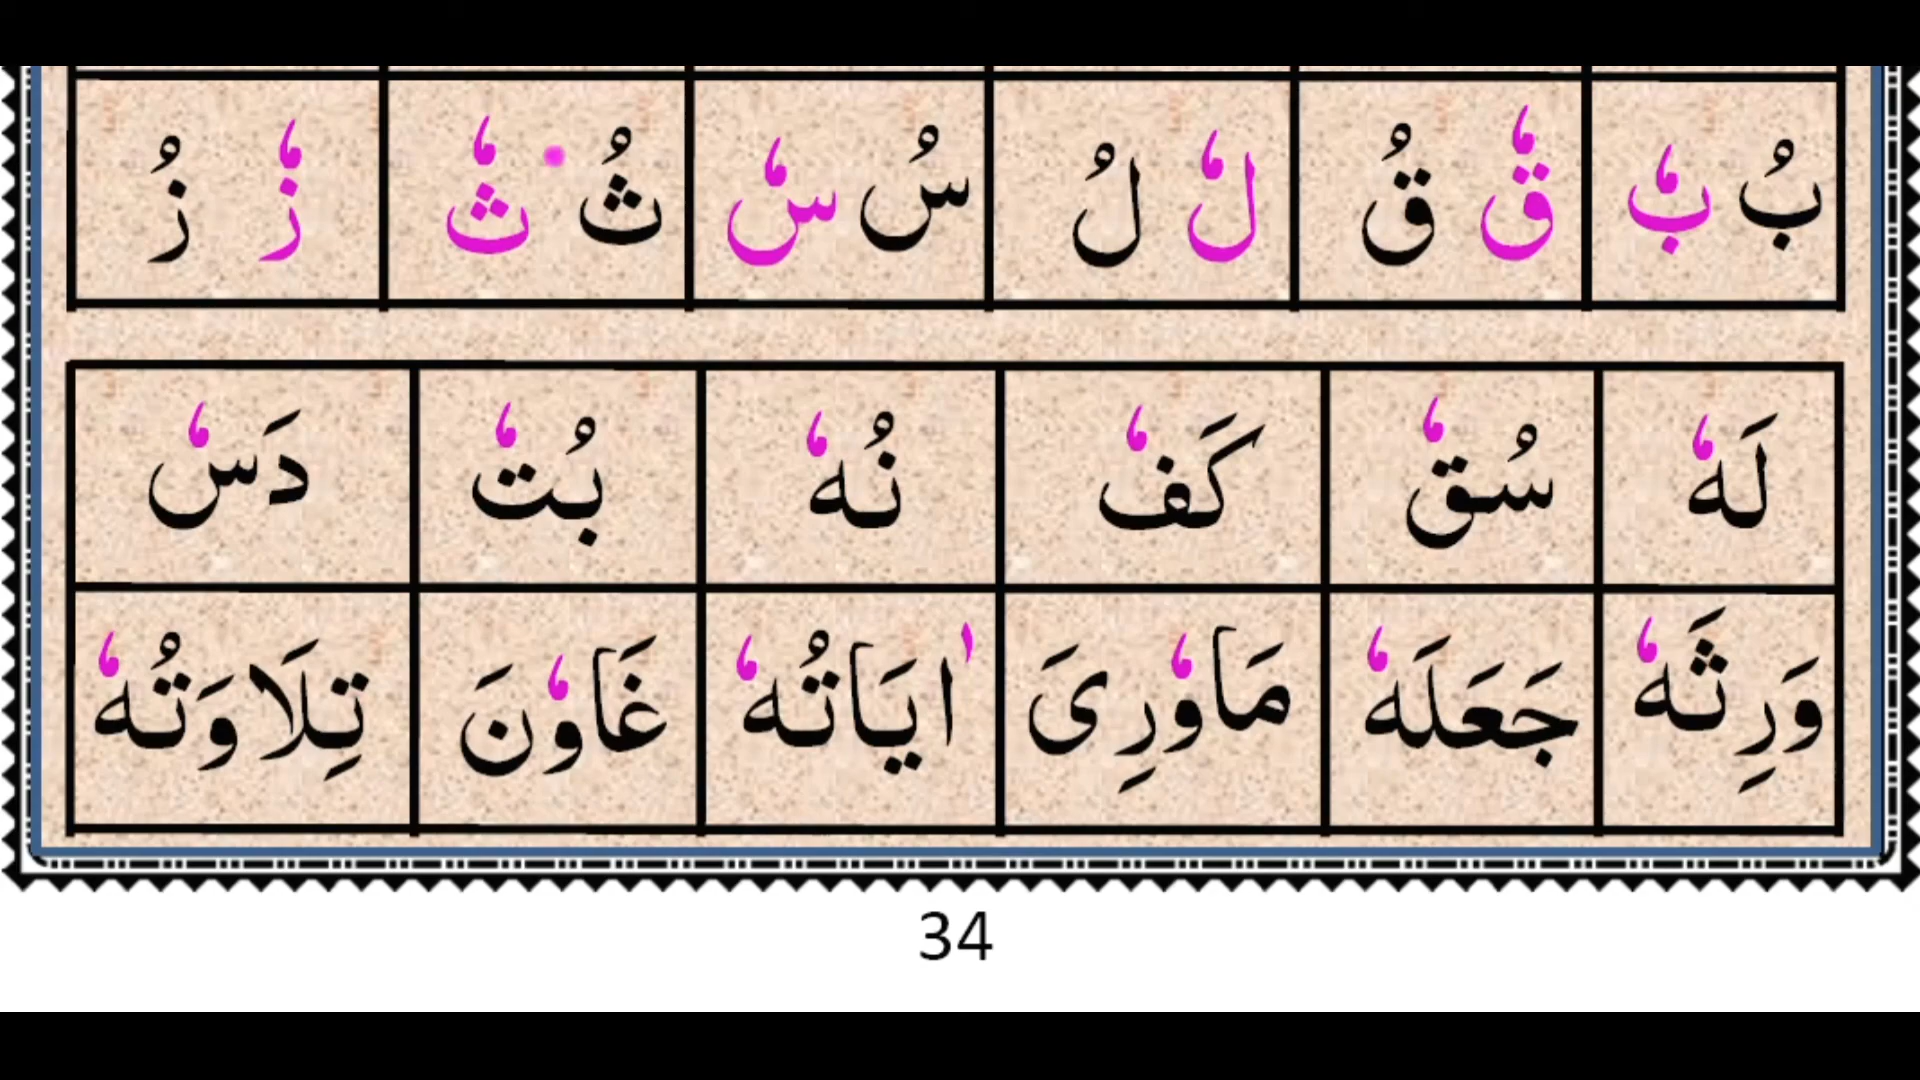 بُ بٗ قٗ قُ لٗ لُ سُ سٗ ثُ ثٗ زٗ زُ
لَهٗ سُقٗ كَفٗ نُهٗ بُتٗ دَسٗ
وَرِثَهٗ جَعَلَهٗ مَاوٗرِىَ اٰيَاتُهٗ غَاوٗنَ تِلَاوَتُهٗ
34